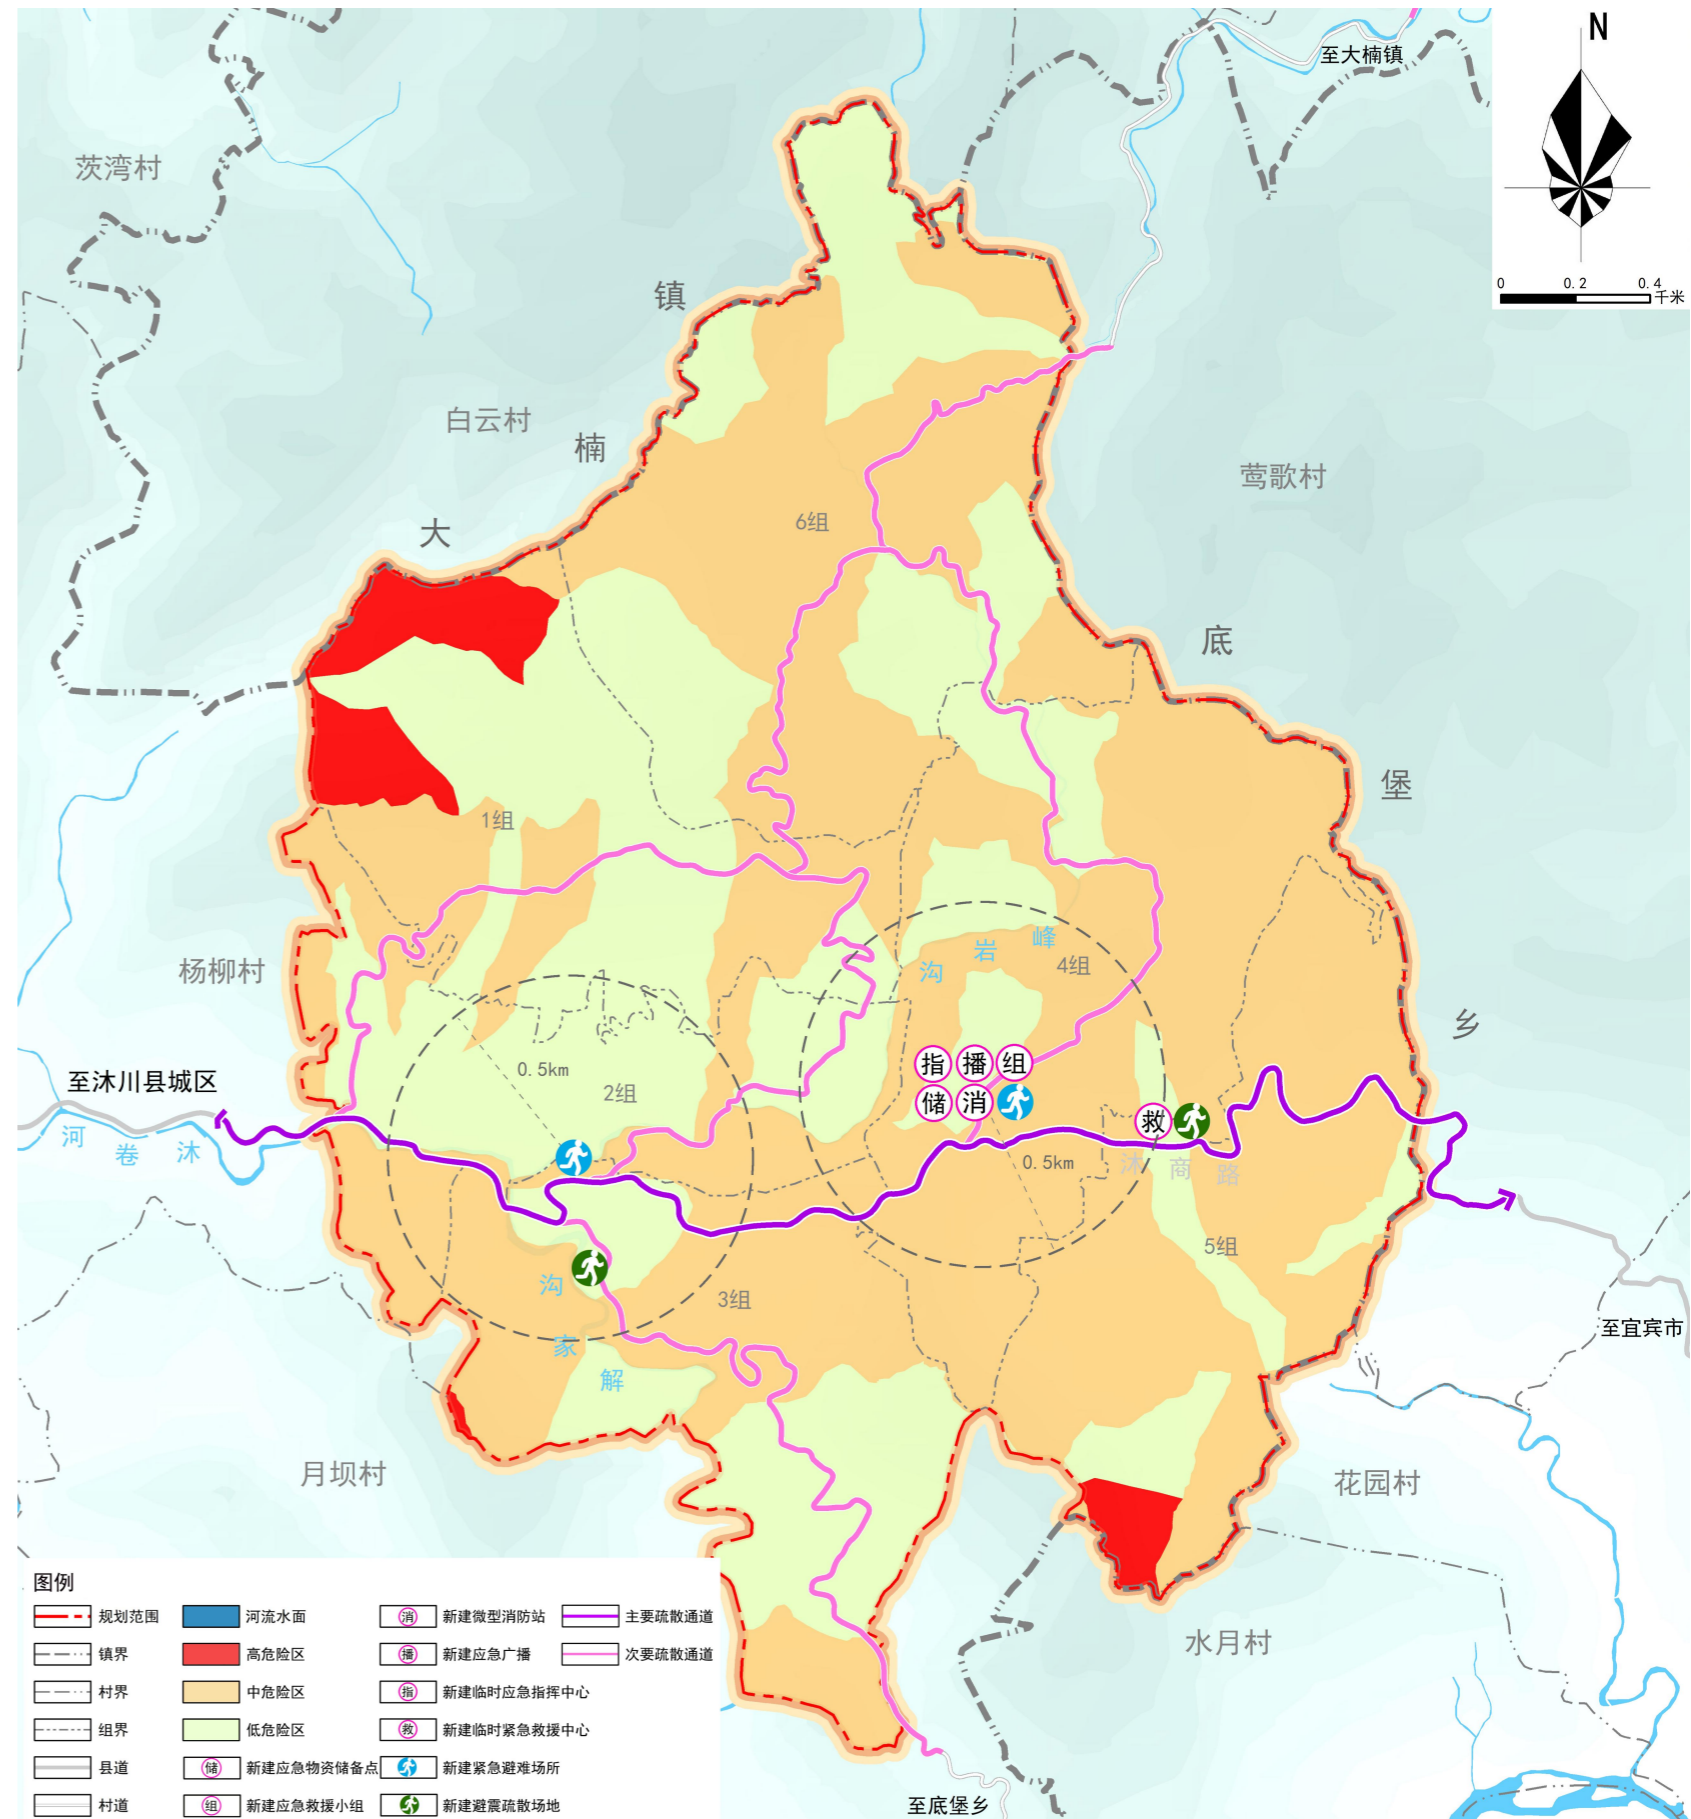 N
至大楠镇
0 0.2 0.4
千米
茨湾村
镇
白云村
楠
莺歌村
大
6组
底
堡
1组
杨柳村
沟 岩 峰
4组
乡
至沐川县城区
0.5km
2组
指 播 组
储 消
救
河 卷 沐
0.5km
沐 商 路
5组
沟
3组
家
解
至宜宾市
月坝村
花园村
水月村
至底堡乡
图例
规划范围 河流水面 消 新建微型消防站 主要疏散通道
镇界 高危险区 播 新建应急广播 次要疏散通道
村界 中危险区 指 新建临时应急指挥中心
组界 低危险区 救 新建临时紧急救援中心
县道 储 新建应急物资储备点 新建紧急避难场所
村道 组 新建应急救援小组 新建避震疏散场地